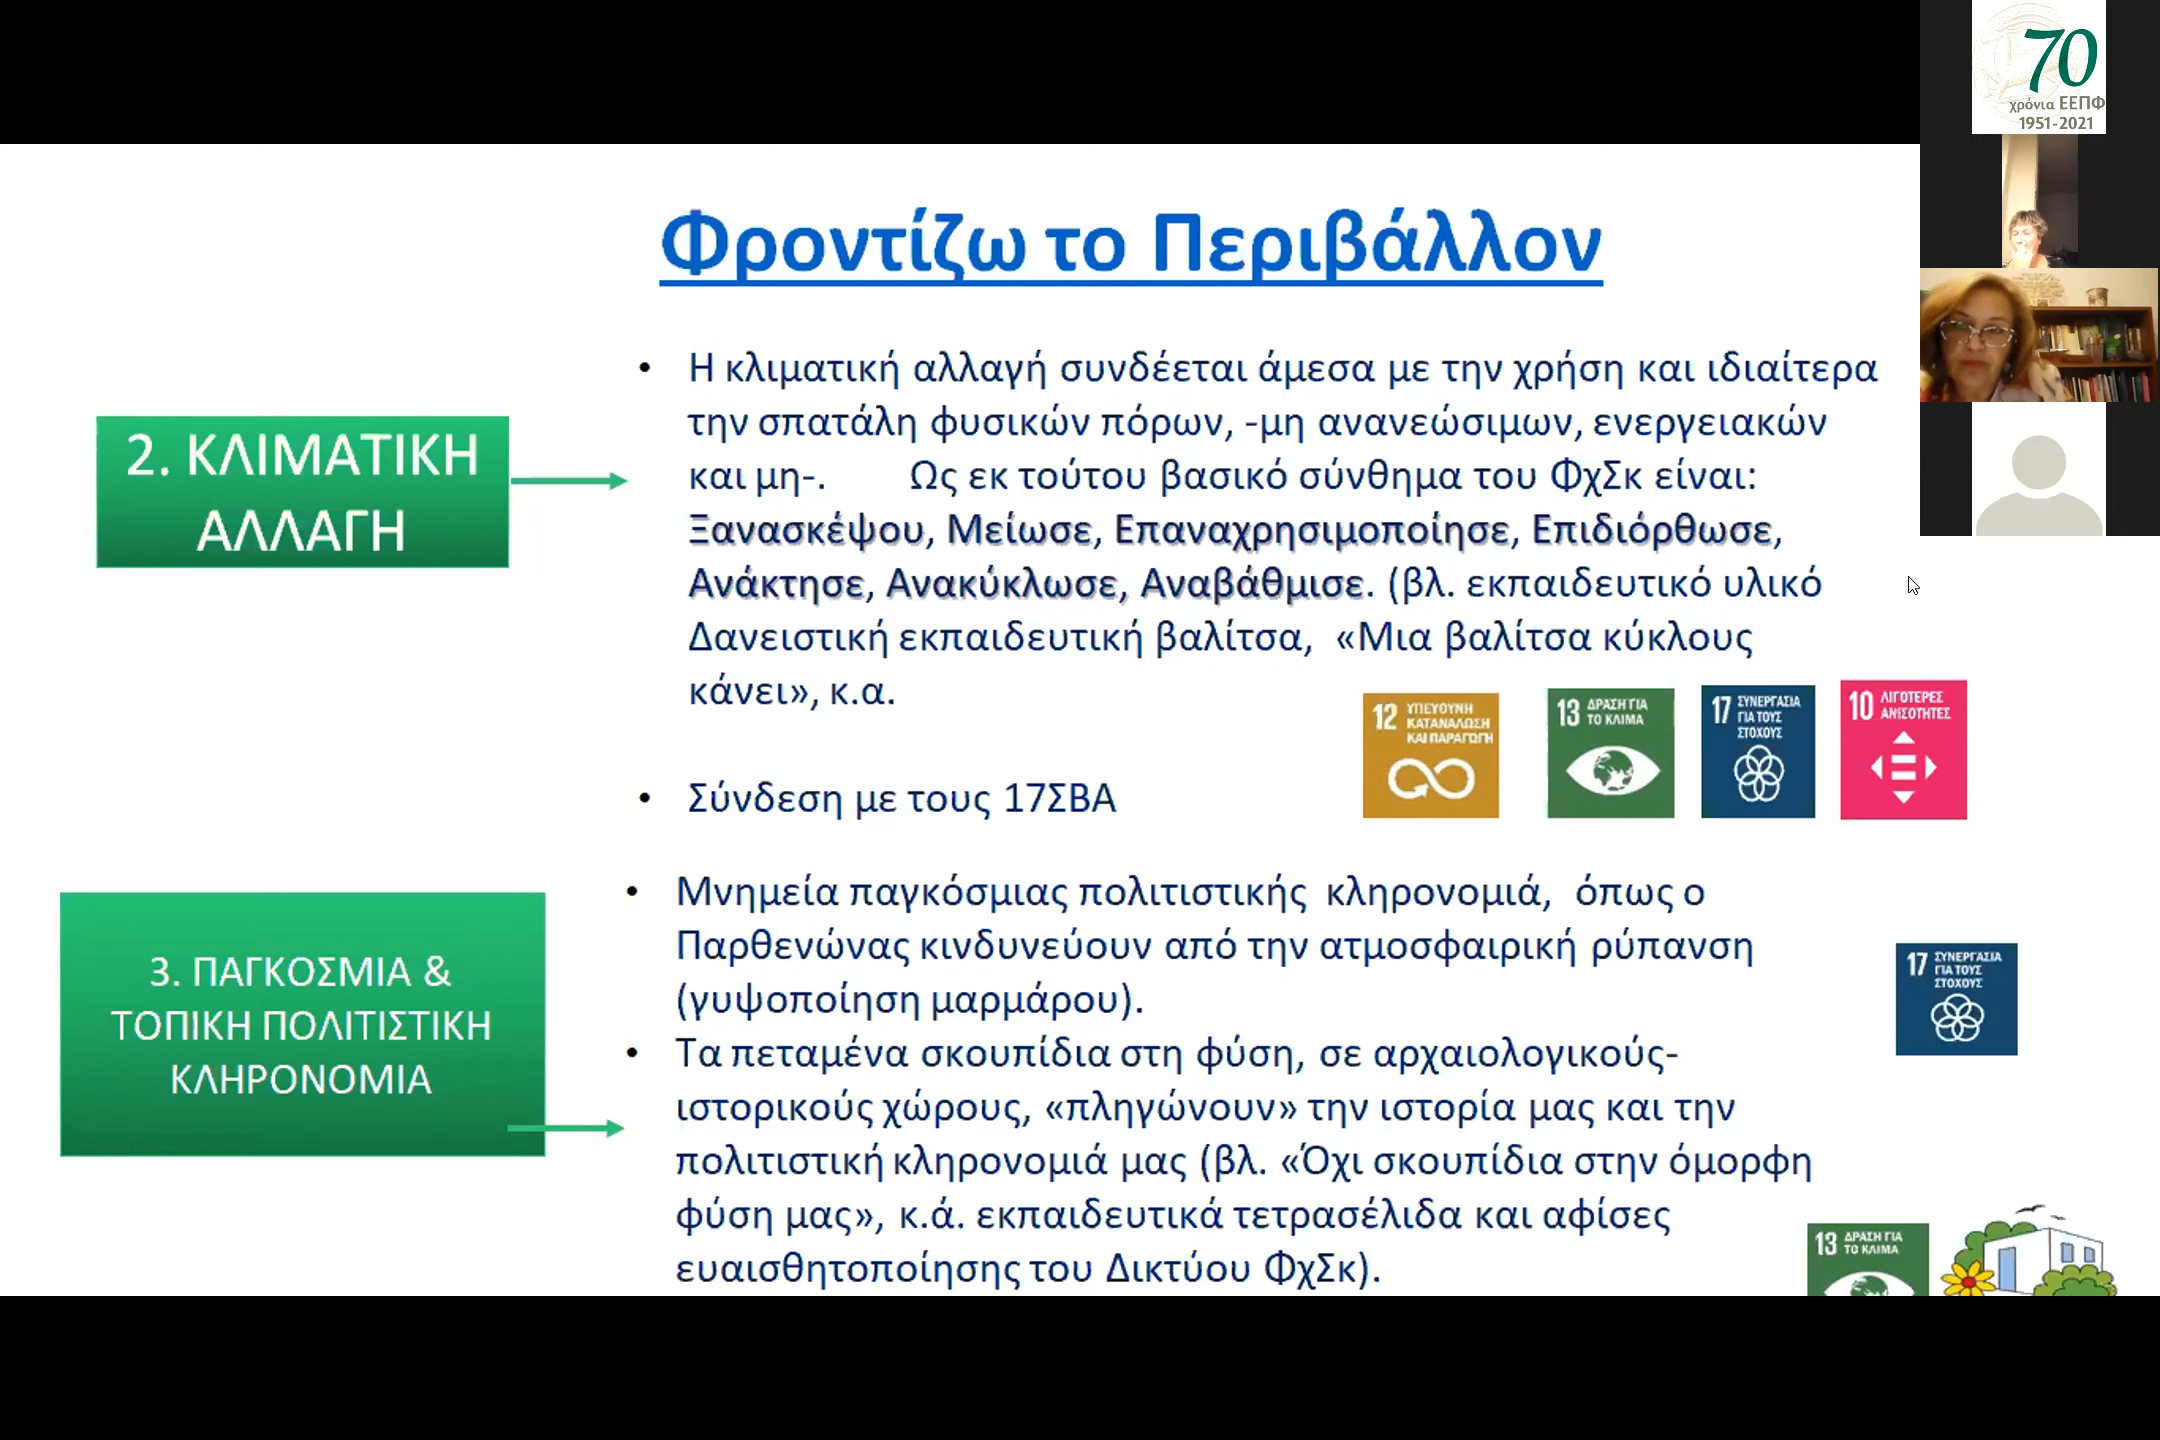 70
χρόνια ΕΕΠΦ
1951-2021
Φροντίζω το Περιβάλλον
2. ΚΛΙΜΑΤΙΚΗ
ΑΛΛΑΓΗ
• Η κλιματική αλλαγή συνδέεται άμεσα με την χρήση και ιδιαίτερα
την σπατάλη φυσικών πόρων, -μη ανανεώσιμων, ενεργειακών
και μη-. Ως εκ τούτου βασικό σύνθημα του ΦχΣκ είναι:
Ξανασκέψου, Μείωσε, Επαναχρησιμοποίησε, Επιδιόρθωσε,
Ανάκτησε, Ανακύκλωσε, Αναβάθμισε. (βλ. εκπαιδευτικό υλικό
Δανειστική εκπαιδευτική βαλίτσα, «Μια βαλίτσα κύκλους
κάνει», κ.α.
12 ΥΠΕΥΘΥΝΗ
ΚΑΤΑΝΑΛΩΣΗ
ΚΑΙ ΠΑΡΑΓΩΓΗ
13 ΔΡΑΣΗ ΓΙΑ
ΤΟ ΚΛΙΜΑ
17 ΣΥΝΕΡΓΑΣΙΑ
ΓΙΑ ΤΟΥΣ
ΣΤΟΧΟΥΣ
10 ΛΙΓΟΤΕΡΕΣ
ΑΝΙΣΟΤΗΤΕΣ
• Σύνδεση με τους 17ΣΒΑ
3. ΠΑΓΚΟΣΜΙΑ &
ΤΟΠΙΚΗ ΠΟΛΙΤΙΣΤΙΚΗ
ΚΛΗΡΟΝΟΜΙΑ
• Μνημεία παγκόσμιας πολιτιστικής κληρονομιά, όπως ο
Παρθενώνας κινδυνεύουν από την ατμοσφαιρική ρύπανση
(γυψοποίηση μαρμάρου).
• Τα πεταμένα σκουπίδια στη φύση, σε αρχαιολογικούς-
ιστορικούς χώρους, «πληγώνουν» την ιστορία μας και την
πολιτιστική κληρονομιά μας (βλ. «Όχι σκουπίδια στην όμορφη
φύση μας», κ.ά. εκπαιδευτικά τετρασέλιδα και αφίσες
ευαισθητοποίησης του Δικτύου ΦχΣκ).
17 ΣΥΝΕΡΓΑΣΙΑ
ΓΙΑ ΤΟΥΣ
ΣΤΟΧΟΥΣ
13 ΔΡΑΣΗ ΓΙΑ
ΤΟ ΚΛΙΜΑ